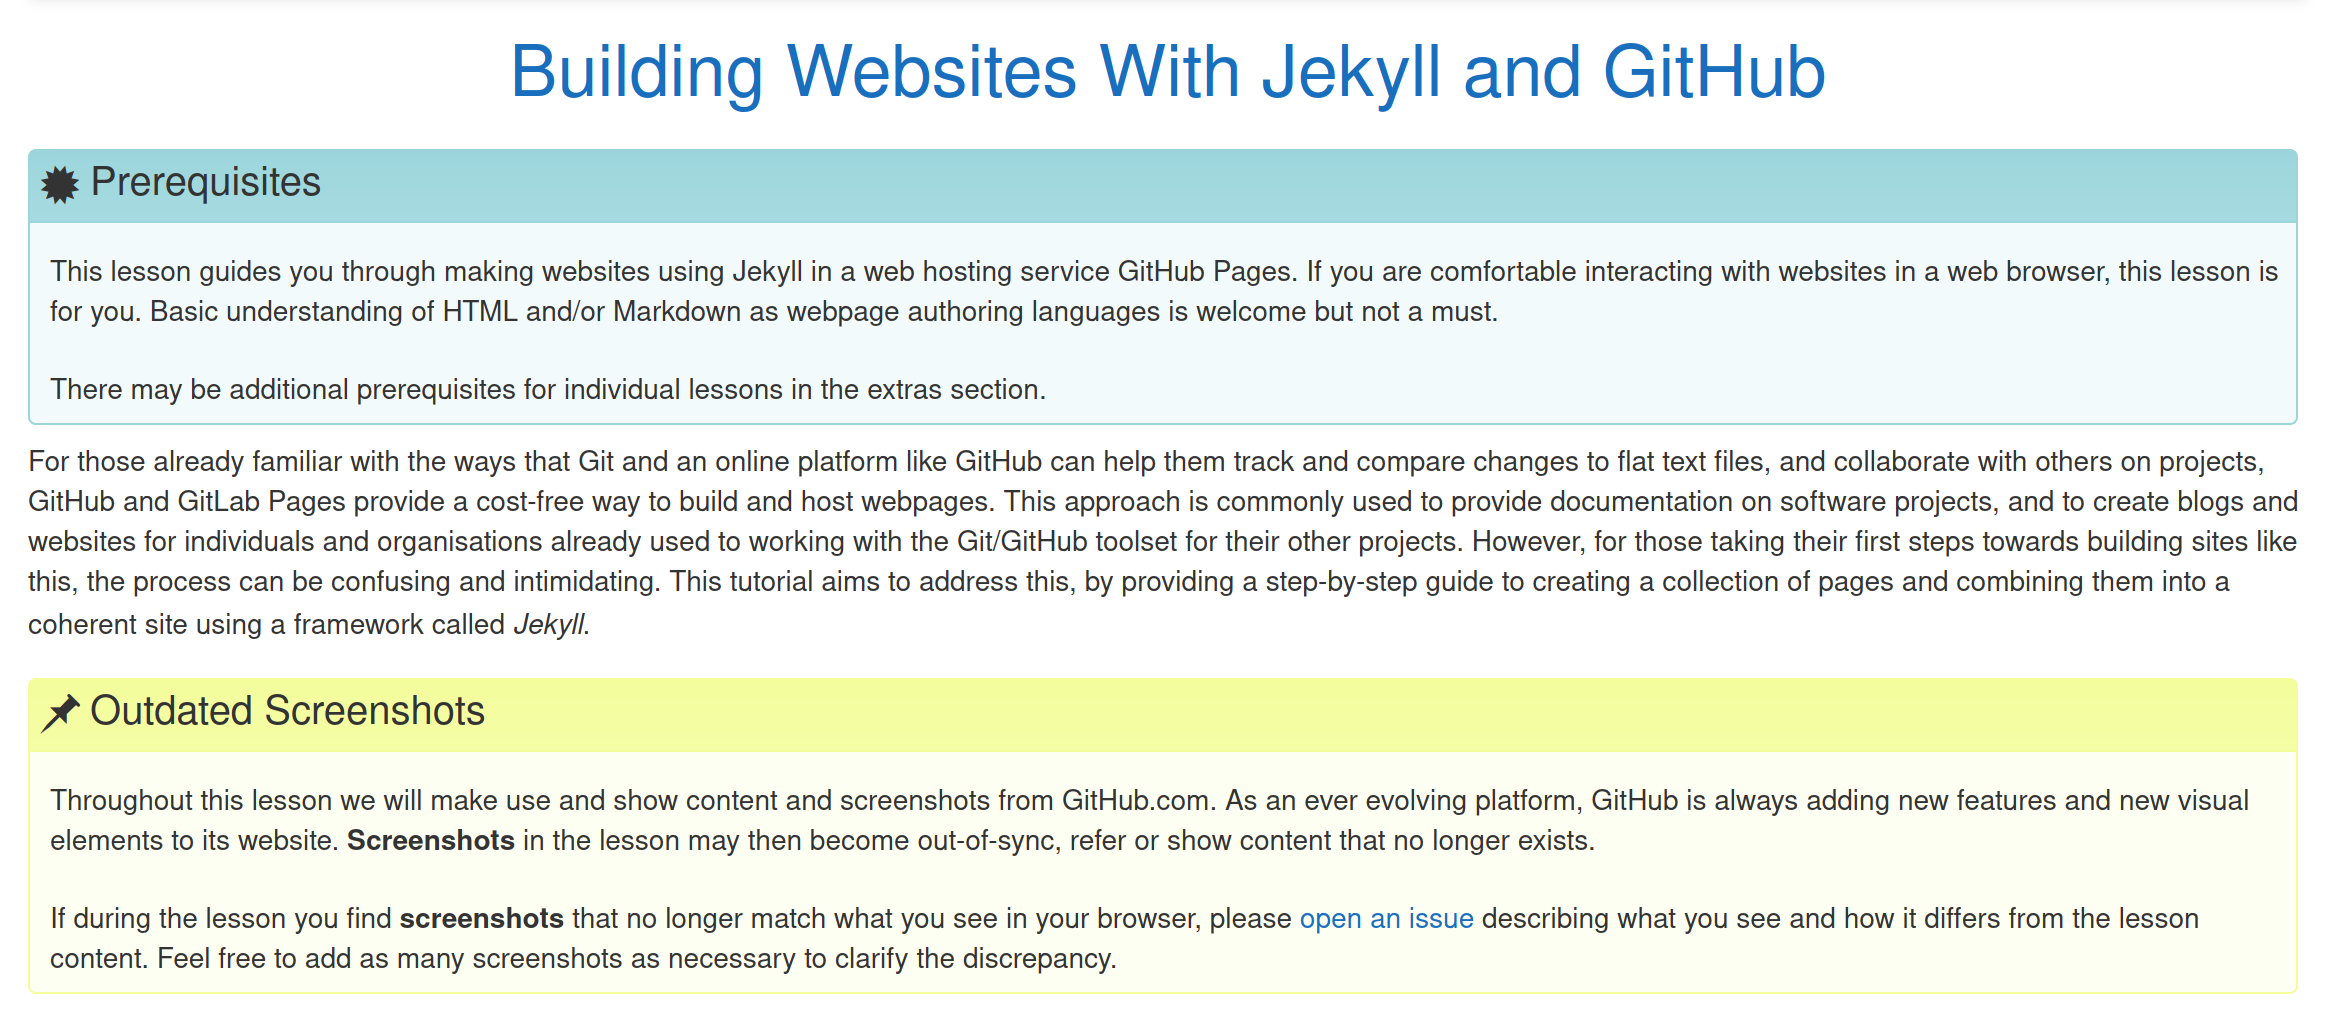 Building Websites With Jekyll and GitHub
Prerequisites
This lesson guides you through making websites using Jekyll in a web hosting service GitHub Pages. If you are comfortable interacting with websites in a web browser, this lesson is
for you. Basic understanding of HTML and/or Markdown as webpage authoring languages is welcome but not a must.
There may be additional prerequisites for individual lessons in the extras section.
For those already familiar with the ways that Git and an online platform like GitHub can help them track and compare changes to flat text files, and collaborate with others on projects,
GitHub and GitLab Pages provide a cost-free way to build and host webpages. This approach is commonly used to provide documentation on software projects, and to create blogs and
websites for individuals and organisations already used to working with the Git/GitHub toolset for their other projects. However, for those taking their first steps towards building sites like
this, the process can be confusing and intimidating. This tutorial aims to address this, by providing a step-by-step guide to creating a collection of pages and combining them into a
coherent site using a framework called Jekyll.
Outdated Screenshots
Throughout this lesson we will make use and show content and screenshots from GitHub.com. As an ever evolving platform, GitHub is always adding new features and new visual
elements to its website. Screenshots in the lesson may then become out-of-sync, refer or show content that no longer exists.
If during the lesson you find screenshots that no longer match what you see in your browser, please open an issue describing what you see and how it differs from the lesson
content. Feel free to add as many screenshots as necessary to clarify the discrepancy.